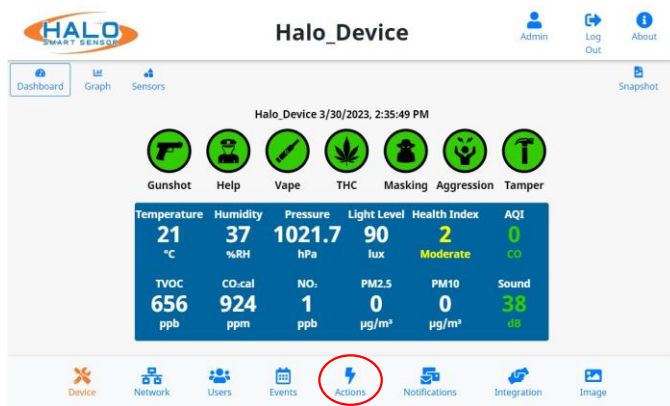 HALO
SMART SENSOR
Halo_Device
Admin
Log Out
About
Dashboard
Graph
Sensors
Snapshot
Halo_Device 3/30/2023, 2:35:49 PM
Gunshot Help Vape THC Masking Aggression Tamper
Temperature Humidity Pressure Light Level Health Index AQI
21 37 1021.7 90 2 0
°C %RH hPa lux Moderate CO
TVOC CO₂cal NO₂ PM2.5 PM10 Sound
656 924 1 0 0 38
ppb ppm ppb µg/m³ µg/m³ dB
Device Network Users Events Actions Notifications Integration Image